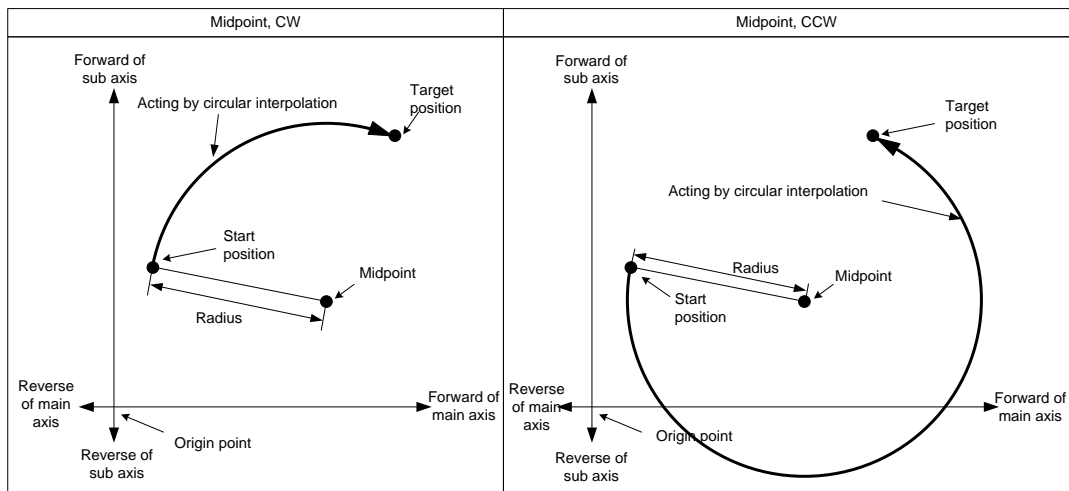 Midpoint, CW
Forward of
sub axis
Acting by circular interpolation
Target
position
Start
position
Midpoint
Radius
Reverse
of main
axis
Forward of
main axis
Origin point
Reverse of
sub axis
Midpoint, CCW
Forward of
sub axis
Target
position
Acting by circular interpolation
Radius
Midpoint
Start
position
Reverse
of main
axis
Forward of
main axis
Origin point
Reverse of
sub axis